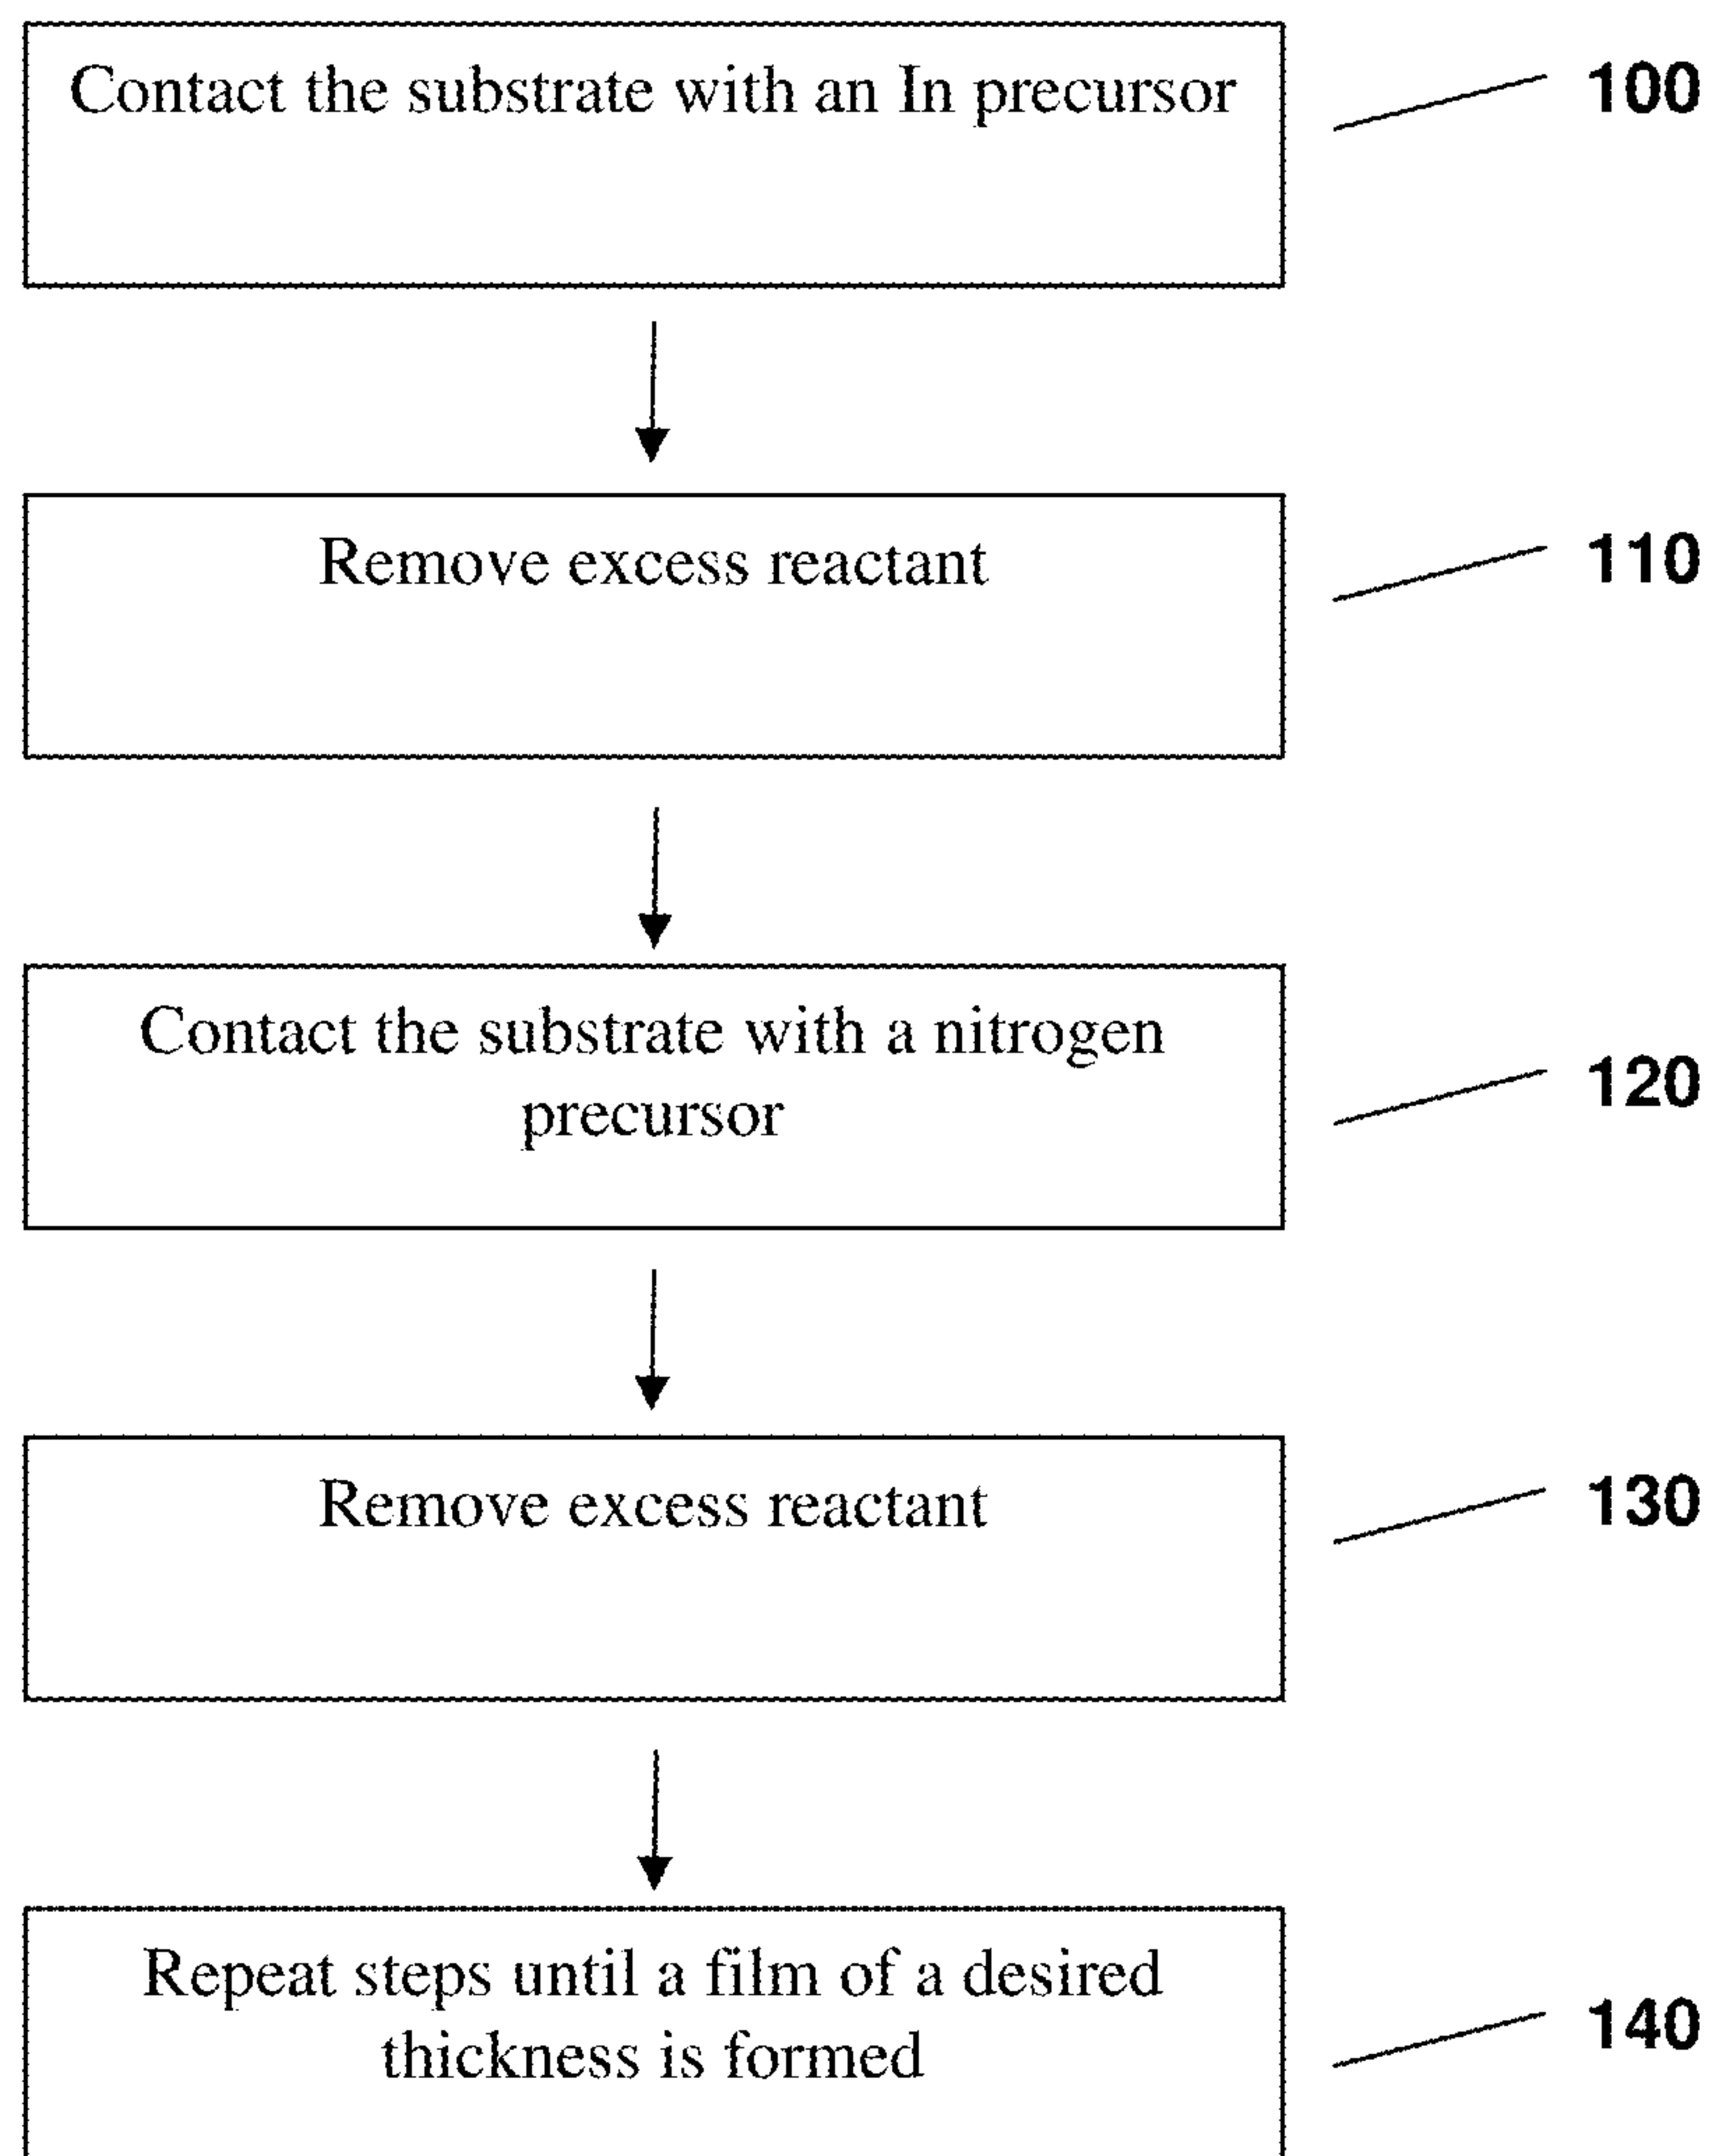 Contact the substrate with an In precursor
100
Remove excess reactant
110
Contact the substrate with a nitrogen
precursor
120
Remove excess reactant
130
Repeat steps until a film of a desired
thickness is formed
140